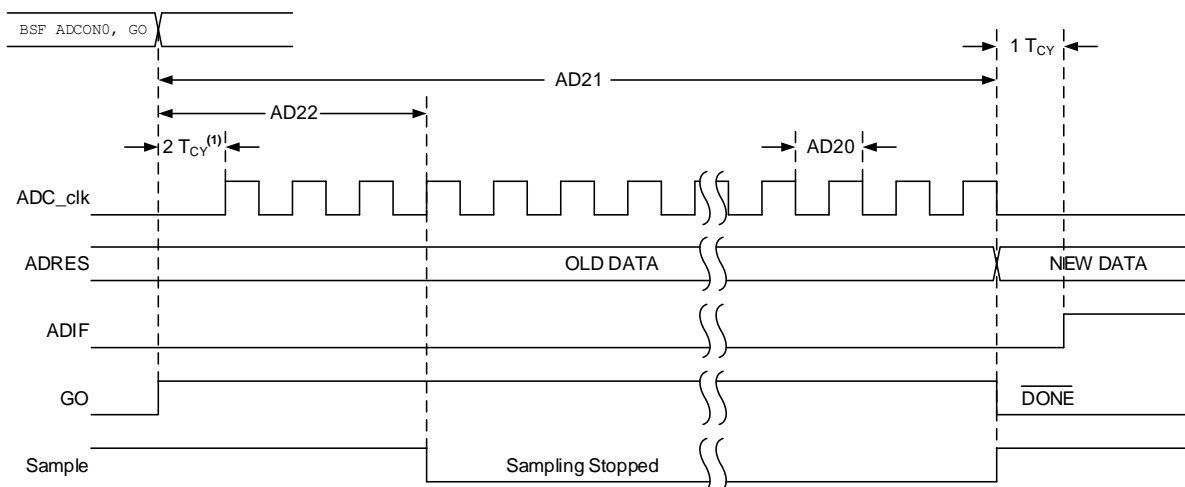 BSF ADCON0, GO
1 TCY
AD21
AD22
2 TCY(1)
AD20
ADC_clk
ADRES
OLD DATA
NEW DATA
ADIF
GO
DONE
Sample
Sampling Stopped